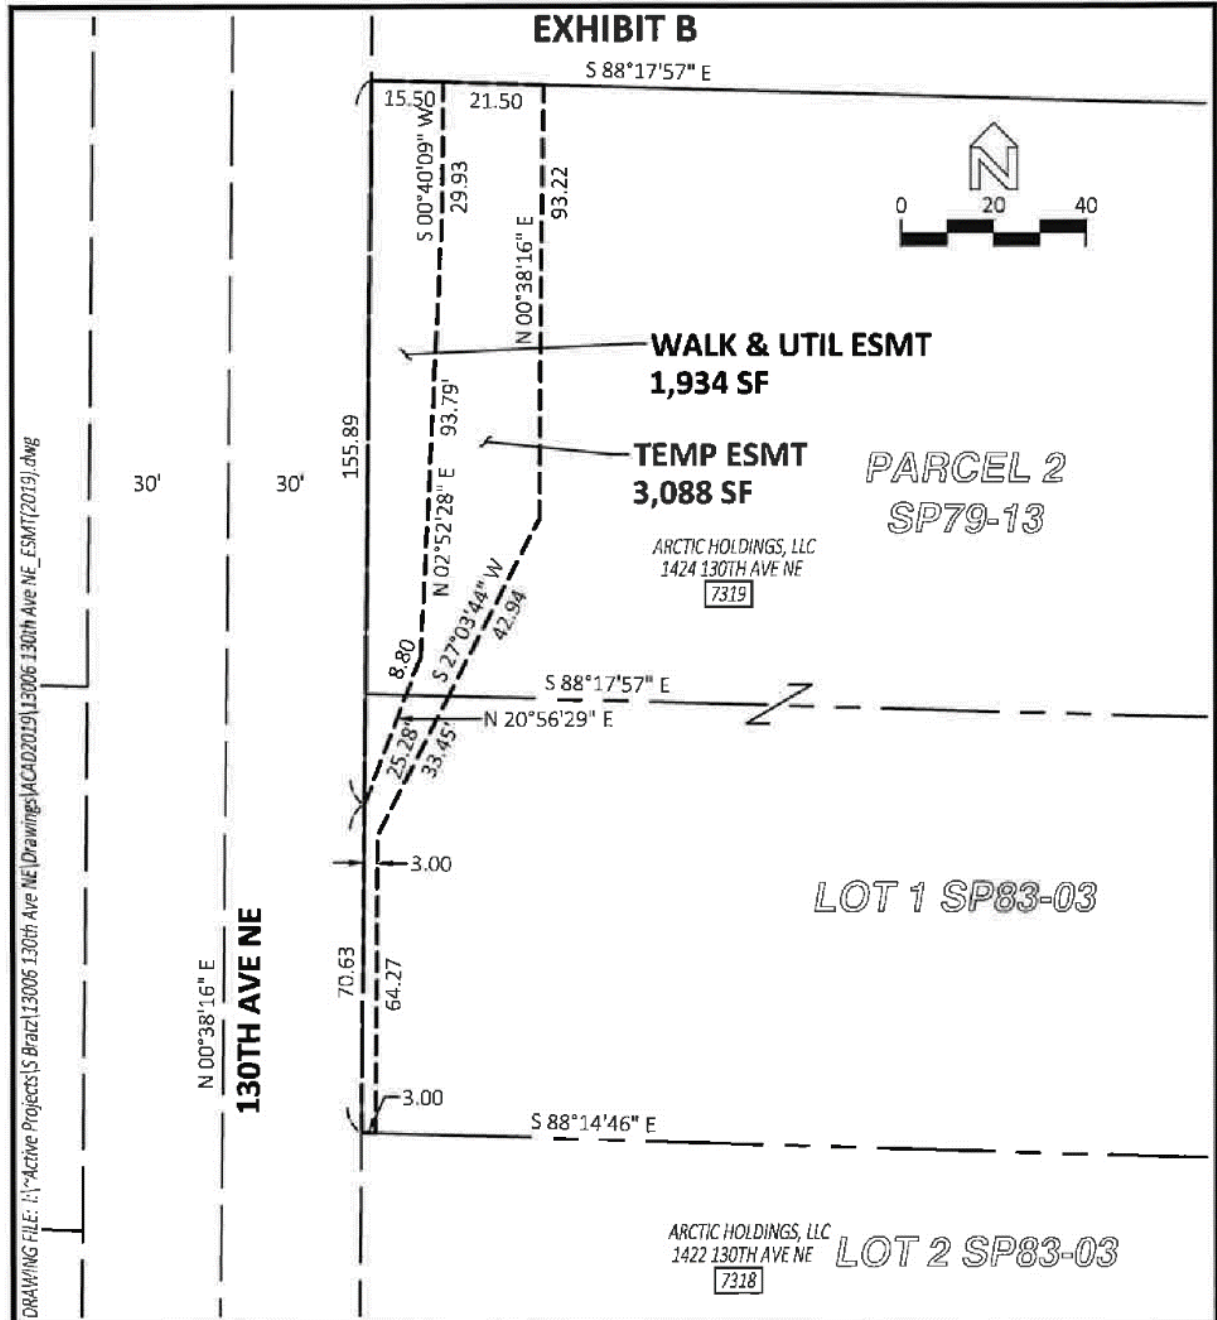 EXHIBIT B
S 88°17'57" E
15.50
21.50
S 00°40'09" W
29.93
93.22
N 00°38'16" E
0 20 40
N
WALK & UTIL ESMT
1,934 SF
93.79'
N 02°52'28" E
155.89
TEMP ESMT
3,088 SF
30'
30'
PARCEL 2
SP79-13
ARCTIC HOLDINGS, LLC
1424 130TH AVE NE
7319
S 27°03'44" W
42.94
8.80
S 88°17'57" E
N 20°56'29" E
25.28'
33.45'
3.00
LOT 1 SP83-03
70.63
64.27
N 00°38'16" E
130TH AVE NE
3.00
S 88°14'46" E
ARCTIC HOLDINGS, LLC
1422 130TH AVE NE
7318
LOT 2 SP83-03
DRAWING FILE: I:\~Active Projects\S Bratz\13006 130th Ave NE\Drawings\ACAD2019\13006 130th Ave NE_ESMT(2019).dwg